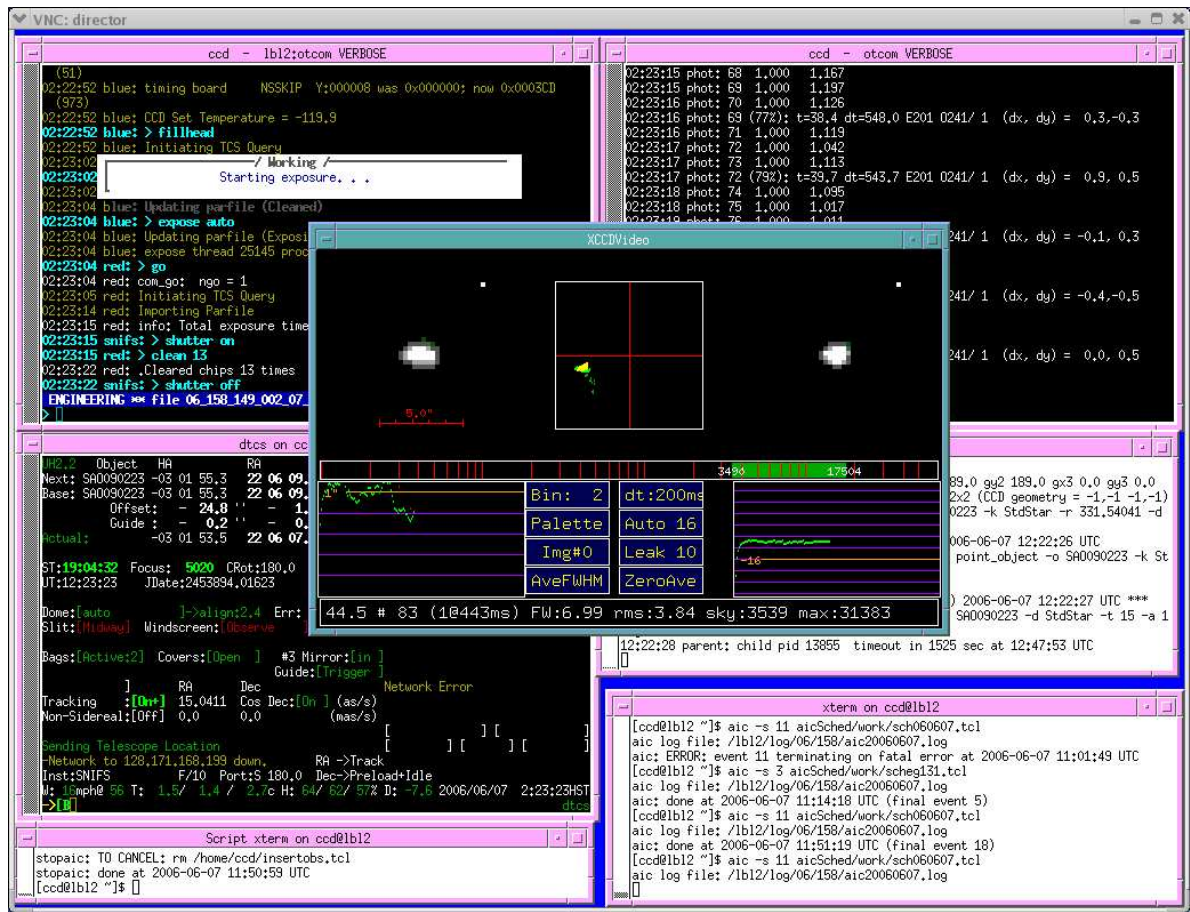 VNC: director
ccd - lbl2:otcom VERBOSE
(51)
02:22:52 blue: timing board NSSKIP Y:000008 was 0x000000; now 0x0003CD
(973)
02:22:52 blue: CCD Set Temperature = -119.9
02:22:52 blue: > fillhead
02:22:52 blue: Initiating TCS Query
02:23:02
02:23:02
02:23:02
Working
Starting exposure. . .
02:23:04 blue: Updating parfile (Cleaned)
02:23:04 blue: > expose auto
02:23:04 blue: Updating parfile (Exposi
02:23:04 blue: expose thread 25145 proc
02:23:04 red: > go
02:23:04 red: com_go: ngo = 1
02:23:05 red: Initiating TCS Query
02:23:14 red: Importing Parfile
02:23:15 red: info: Total exposure time
02:23:15 snifs: > shutter on
02:23:15 red: > clean 13
02:23:22 red: .Cleared chips 13 times
02:23:22 snifs: > shutter off
ENGINEERING ** file 06_158_149_002_07_
>
ccd - otcom VERBOSE
02:23:15 phot: 68 1.000 1.167
02:23:15 phot: 69 1.000 1.197
02:23:16 phot: 70 1.000 1.126
02:23:16 phot: 69 (77%): t=38.4 dt=548.0 E201 0241/ 1 (dx, dy) = 0.3,-0.3
02:23:16 phot: 71 1.000 1.119
02:23:17 phot: 72 1.000 1.042
02:23:17 phot: 73 1.000 1.113
02:23:17 phot: 72 (79%): t=39.7 dt=543.7 E201 0241/ 1 (dx, dy) = 0.9, 0.5
02:23:18 phot: 74 1.000 1.095
02:23:18 phot: 75 1.000 1.017
02:23:19 phot: 76 1.000 1.011
241/ 1 (dx, dy) = -0.1, 0.3
241/ 1 (dx, dy) = -0.4,-0.5
241/ 1 (dx, dy) = 0.0, 0.5
XCCDVideo
5.0"
3496 17504
1"
Bin: 2 dt:200ms
Palette Auto 16
Img#0 Leak 10
AveFWHM ZeroAve
-16
44.5 # 83 (1@443ms) FW:6.99 rms:3.84 sky:3539 max:31383
dtcs on cc
UH2.2 Object HA RA
Next: SAO090223 -03 01 55.3 22 06 09.
Base: SAO090223 -03 01 55.3 22 06 09.
Offset: - 24.8 '' - 1.
Guide : - 0.2 '' - 0.
Actual: -03 01 53.5 22 06 07.
ST:19:04:32 Focus: 5020 CRot:180.0
UT:12:23:23 JDate:2453894.01623
Dome:[auto ]->align:2.4 Err:
Slit:[Midway] Windscreen:[Observe
Bags:[Active:2] Covers:[Open ] #3 Mirror:[in ]
Guide:[Trigger ]
] RA Dec Network Error
Tracking :[On+] 15.0411 Cos Dec:[On ] (as/s)
Non-Sidereal:[Off] 0.0 0.0 (mas/s)
[ ] [ ]
Sending Telescope Location [ ] [ ] [ ]
-Network to 128.171.168.199 down. RA ->Track
Inst:SNIFS F/10 Port:S 180.0 Dec->Preload+Idle
W: 16mph@ 56 T: 1.5/ 1.4 / 2.7c H: 64/ 62/ 57% D: -7.6 2006/06/07 2:23:23HST
->[B] dtcs
89.0 gy2 189.0 gx3 0.0 gy3 0.0
2x2 (CCD geometry = -1,-1 -1,-1)
0223 -k StdStar -r 331.54041 -d
006-06-07 12:22:26 UTC
point_object -o SAO090223 -k St
) 2006-06-07 12:22:27 UTC ***
SAO090223 -d StdStar -t 15 -a 1
12:22:28 parent: child pid 13855 timeout in 1525 sec at 12:47:53 UTC
xterm on ccd@lbl2
[ccd@lbl2 ~]$ aic -s 11 aicSched/work/sch060607.tcl
aic log file: /lbl2/log/06/158/aic20060607.log
aic: ERROR: event 11 terminating on fatal error at 2006-06-07 11:01:49 UTC
[ccd@lbl2 ~]$ aic -s 3 aicSched/work/scheg131.tcl
aic log file: /lbl2/log/06/158/aic20060607.log
aic: done at 2006-06-07 11:14:18 UTC (final event 5)
[ccd@lbl2 ~]$ aic -s 11 aicSched/work/sch060607.tcl
aic log file: /lbl2/log/06/158/aic20060607.log
aic: done at 2006-06-07 11:51:19 UTC (final event 18)
[ccd@lbl2 ~]$ aic -s 11 aicSched/work/sch060607.tcl
aic log file: /lbl2/log/06/158/aic20060607.log
Script xterm on ccd@lbl2
stopaic: TO CANCEL: rm /home/ccd/insertobs.tcl
stopaic: done at 2006-06-07 11:50:59 UTC
[ccd@lbl2 ~]$